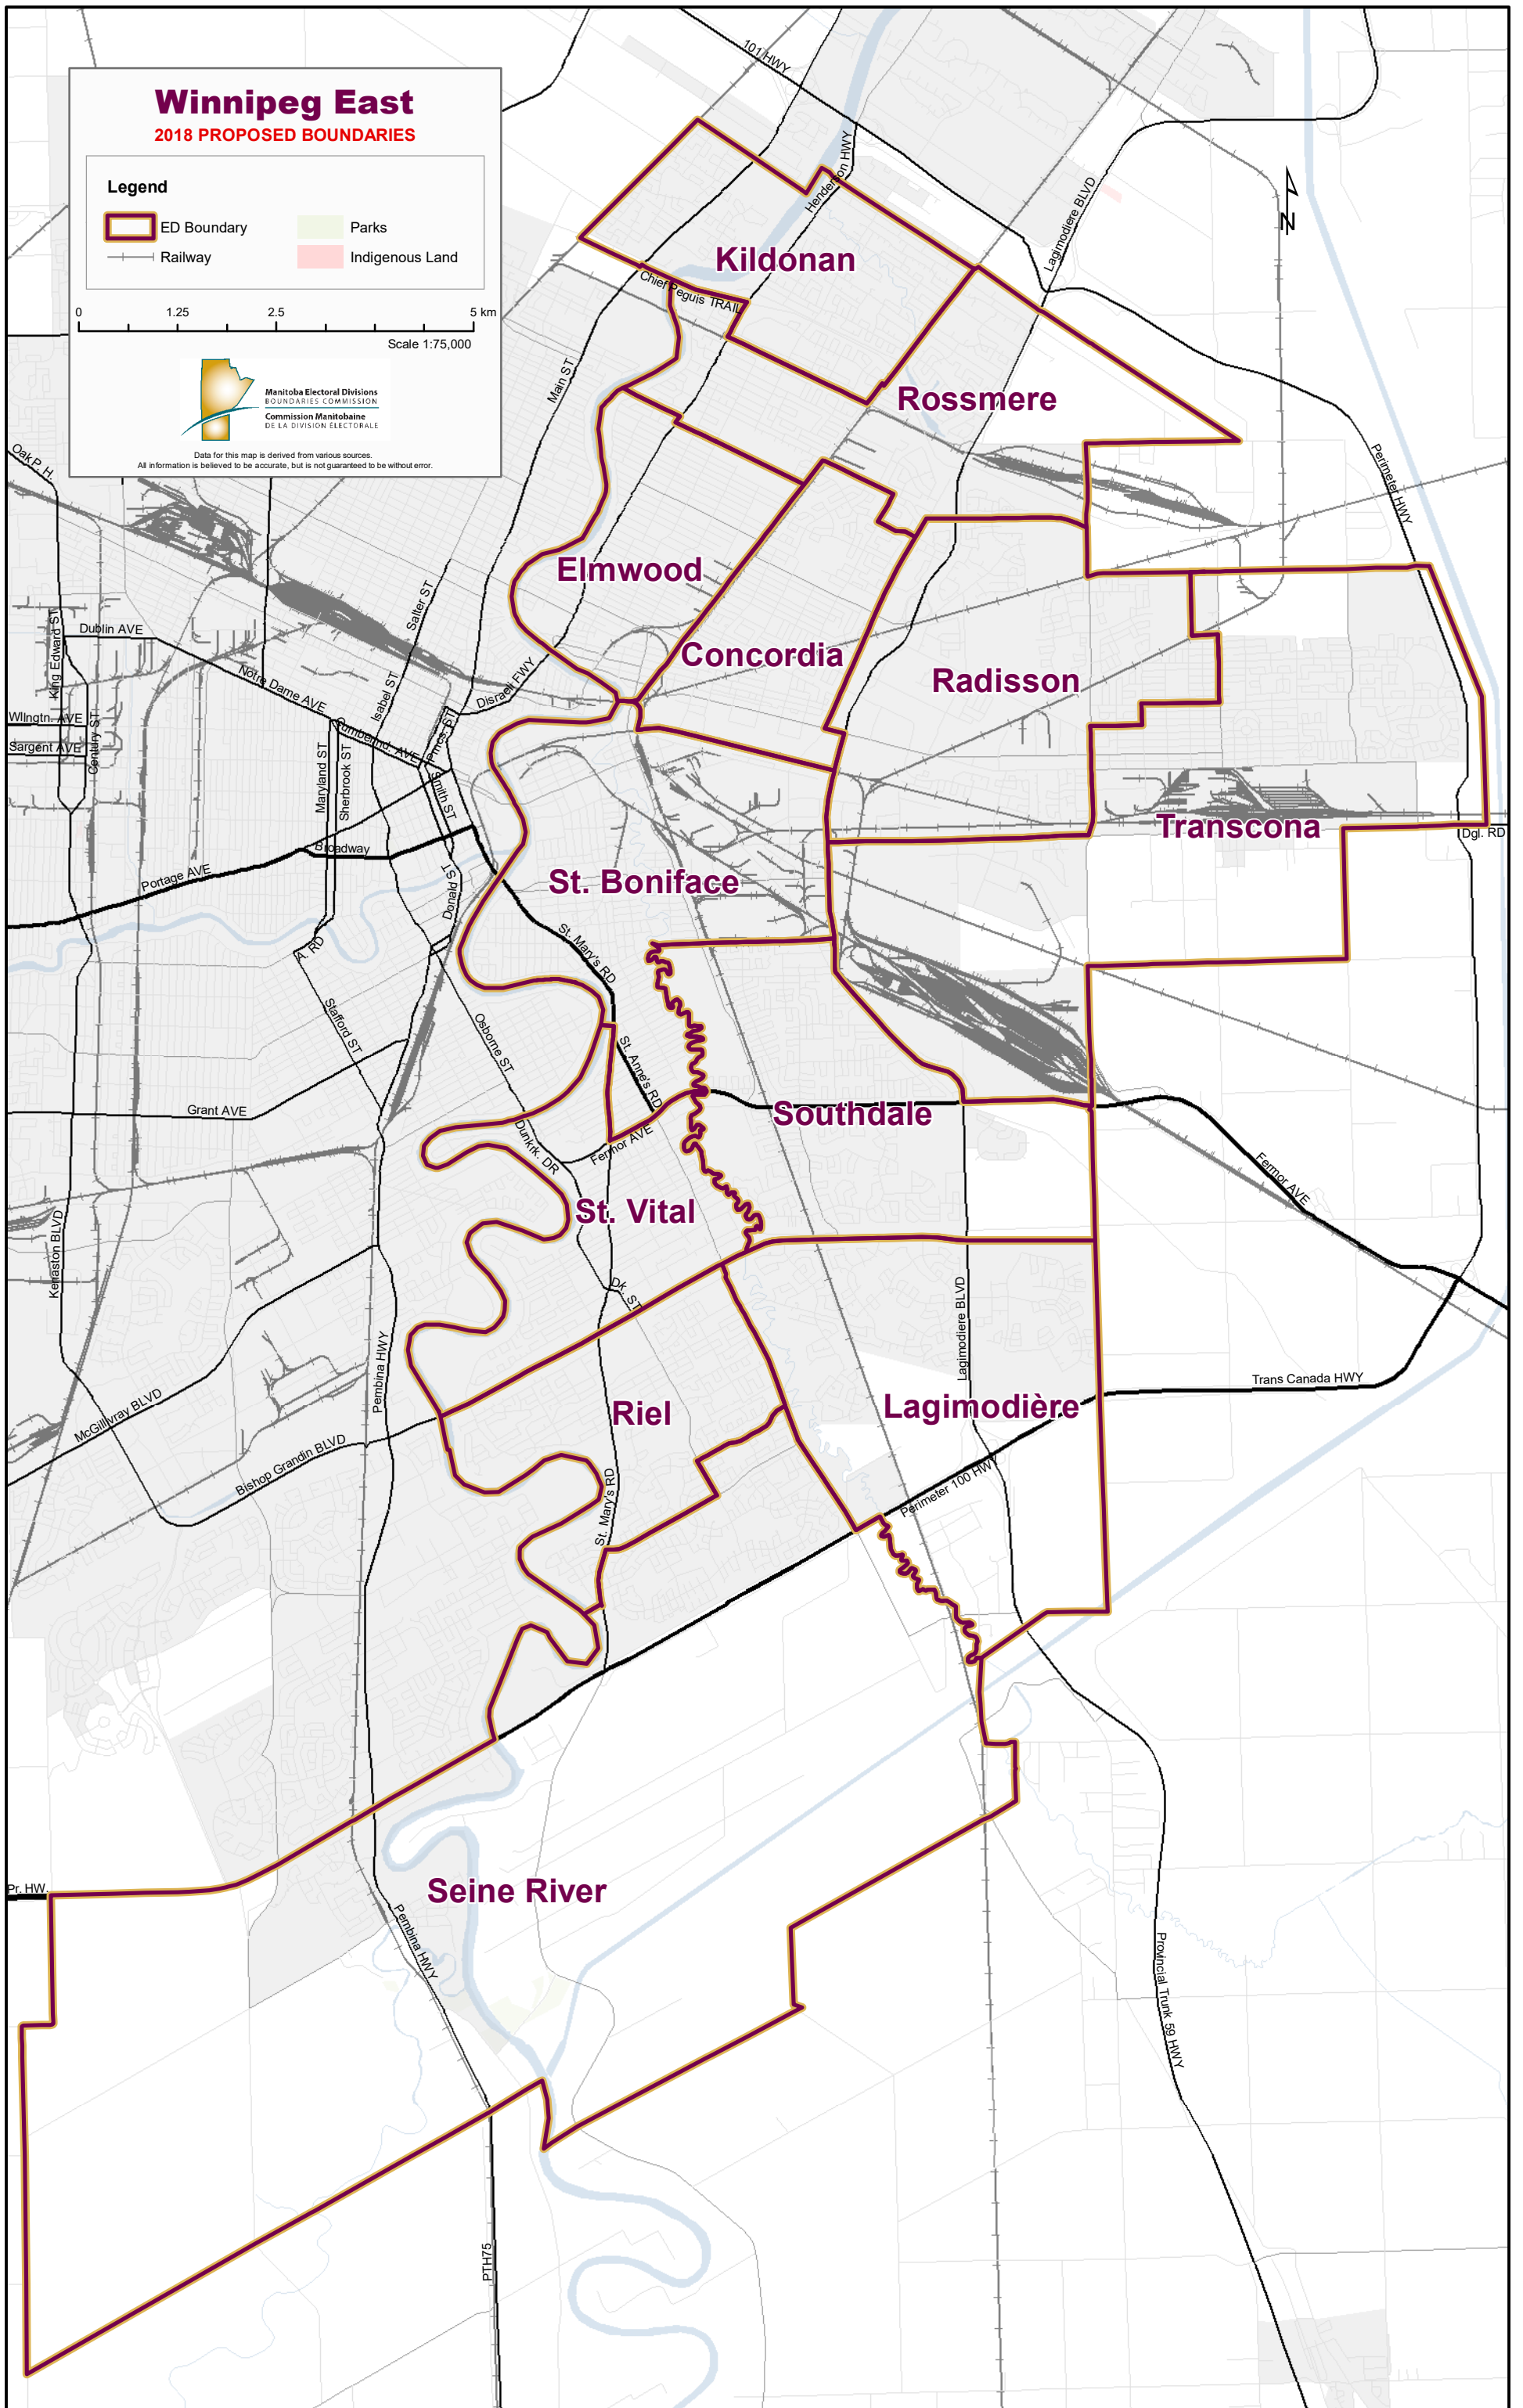 Winnipeg East
2018 PROPOSED BOUNDARIES
Legend
ED Boundary
Parks
Railway
Indigenous Land
0 1.25 2.5 5 km
Scale 1:75,000
Manitoba Electoral Divisions
BOUNDARIES COMMISSION
Commission Manitobaine
DE LA DIVISION ÉLECTORALE
Data for this map is derived from various sources.
All information is believed to be accurate, but is not guaranteed to be without error.
101 HWY
Henderson HWY
Lagimodiere BLVD
N
Kildonan
Chief Peguis TRAIL
Main ST
Rossmere
Perimeter HWY
Oak P. H.
Elmwood
Salter ST
King Edward ST
Dublin AVE
Concordia
Radisson
Notre Dame AVE
Isabel ST
Disraeli FWY
Wllngtn. AVE
Sargent AVE
Century ST
Cumberlnd. AVE
Prncs. ST
Smith ST
Maryland ST
Sherbrook ST
Transcona
Dgl. RD
Broadway
Portage AVE
Donald ST
St. Boniface
St. Mary's RD
A. RD
Stafford ST
Osborne ST
St. Anne's RD
Grant AVE
Southdale
Dunkrk. DR
Fermor AVE
Fermor AVE
St. Vital
Kenaston BLVD
Dk. ST
Lagimodiere BLVD
Pembina HWY
Trans Canada HWY
McGillivray BLVD
Riel
Lagimodière
Bishop Grandin BLVD
Perimeter 100 HWY
St. Mary's RD
Pr. HW.
Seine River
Pembina HWY
Provincial Trunk 59 HWY
PTH75